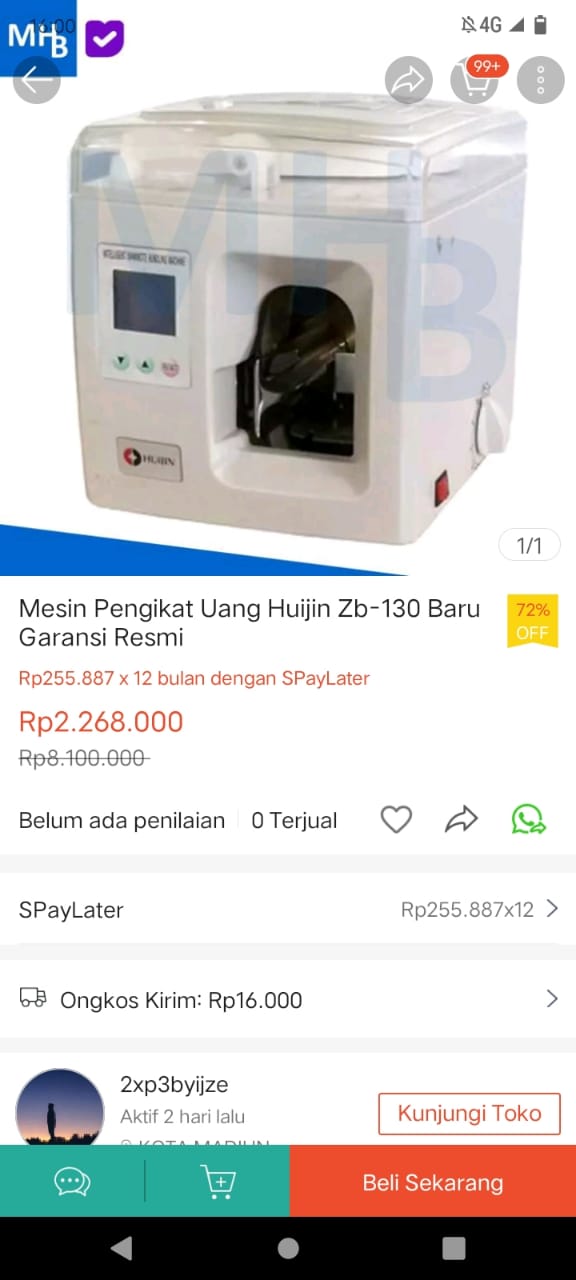 16:00
4G
MHB
99+
MHB
INTELLIGENT BANKNOTE BUNDLING MACHINE
HUIJIN
1/1
Mesin Pengikat Uang Huijin Zb-130 Baru
Garansi Resmi
72%
OFF
Rp255.887 x 12 bulan dengan SPayLater
Rp2.268.000
Rp8.100.000
Belum ada penilaian
0 Terjual
SPayLater
Rp255.887x12
Ongkos Kirim: Rp16.000
2xp3byijze
Aktif 2 hari lalu
KOTA MADIUN
Kunjungi Toko
Beli Sekarang